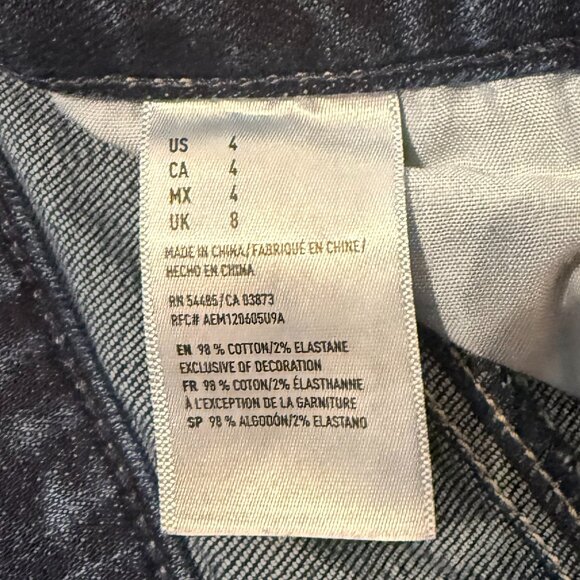 US 4
CA 4
MX 4
UK 8
MADE IN CHINA/FABRIQUÉ EN CHINE/
HECHO EN CHINA
RN 54485/CA 03873
RFC# AEM120605U9A
EN 98 % COTTON/2% ELASTANE
EXCLUSIVE OF DECORATION
FR 98 % COTON/2% ÉLASTHANNE
À L'EXCEPTION DE LA GARNITURE
SP 98 % ALGODÓN/2% ELASTANO